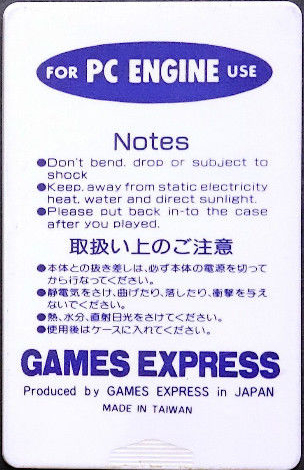 FOR PC ENGINE USE
Notes
●Don't bend, drop or subject to
shock
●Keep, away from static electricity
heat, water and direct sunlight.
●Please put back in-to the case
after you played.
取扱い上のご注意
●本体との抜き差しは、必ず本体の電源を切って
から行なってください。
●静電気をさけ、曲げたり、落したり、衝撃を与え
ないでください。
●熱、水分、直射日光をさけてください。
●使用後はケースに入れてください。
GAMES EXPRESS
Produced by GAMES EXPRESS in JAPAN
MADE IN TAIWAN